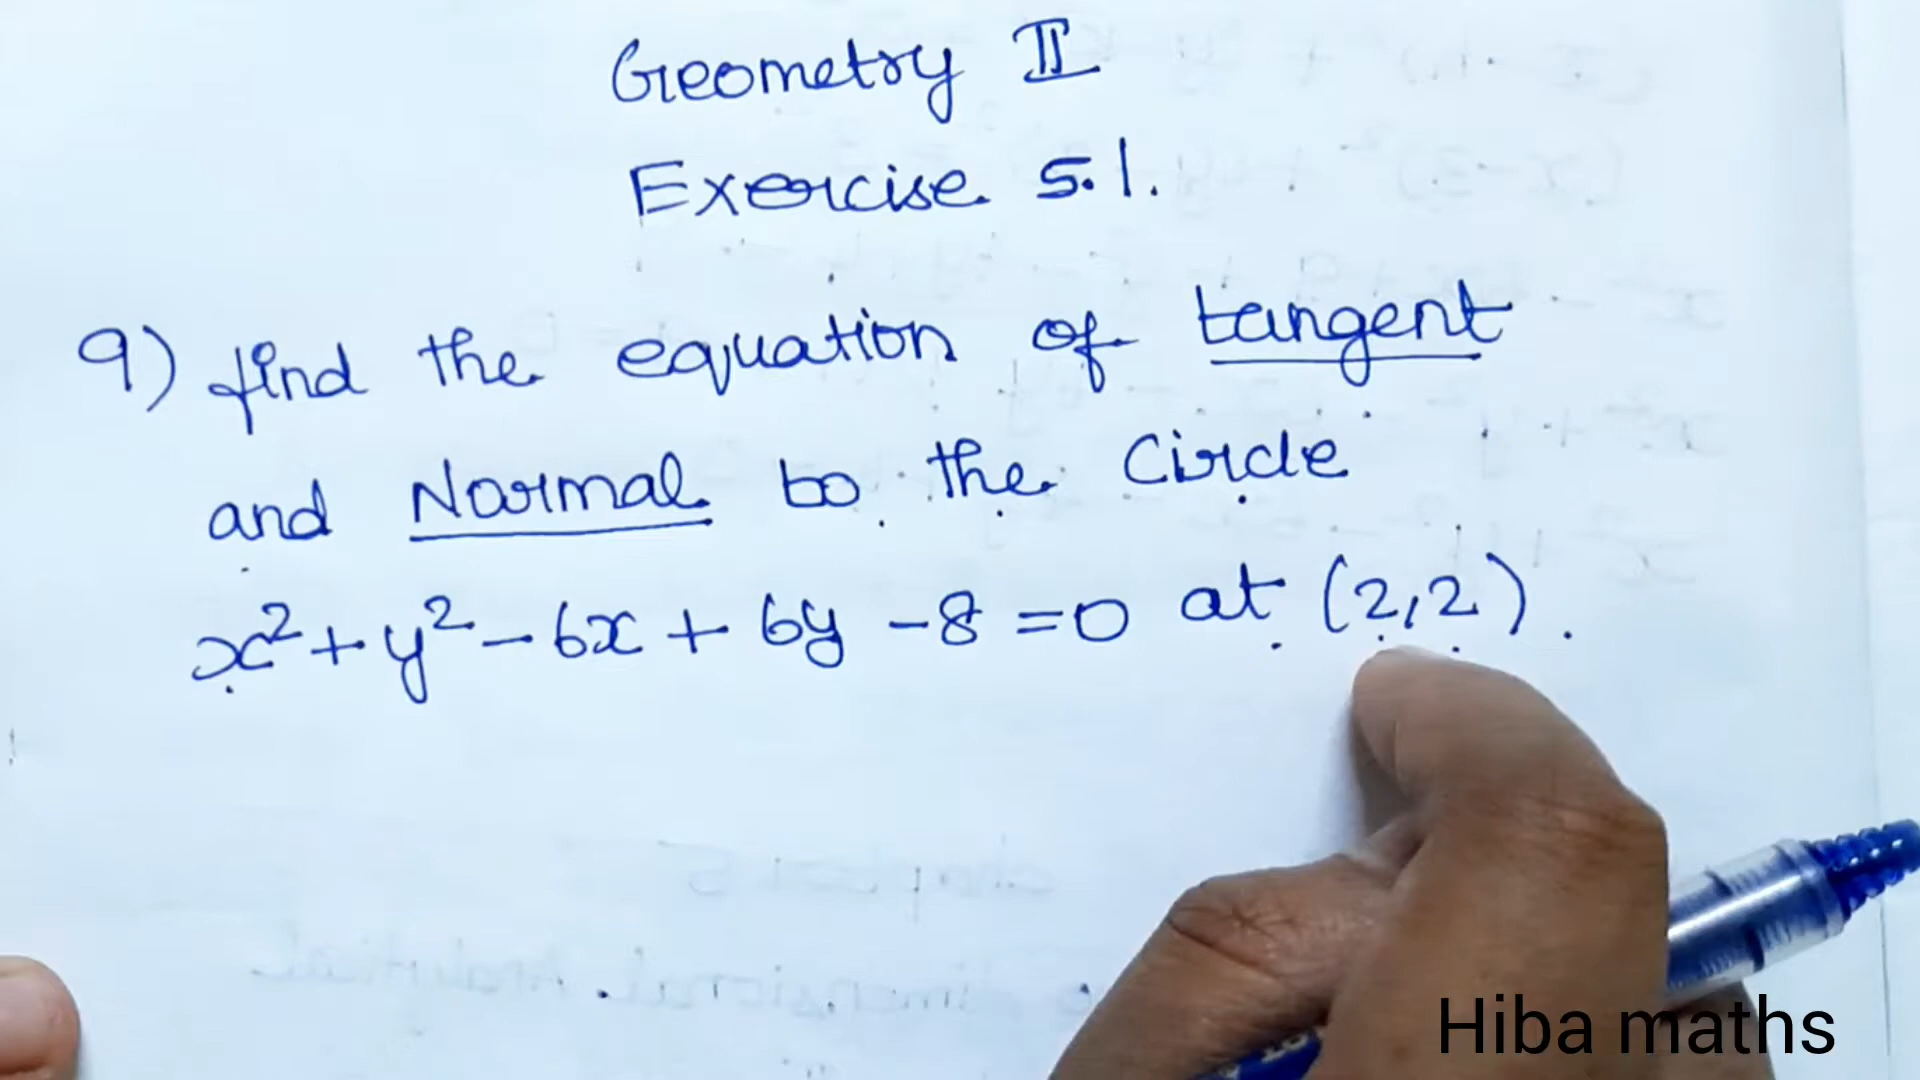 Geometry II
Exercise 5.1.
9) find the equation of tangent
and Normal to the Circle
x² + y² - 6x + 6y - 8 = 0 at (2,2).
Hiba maths